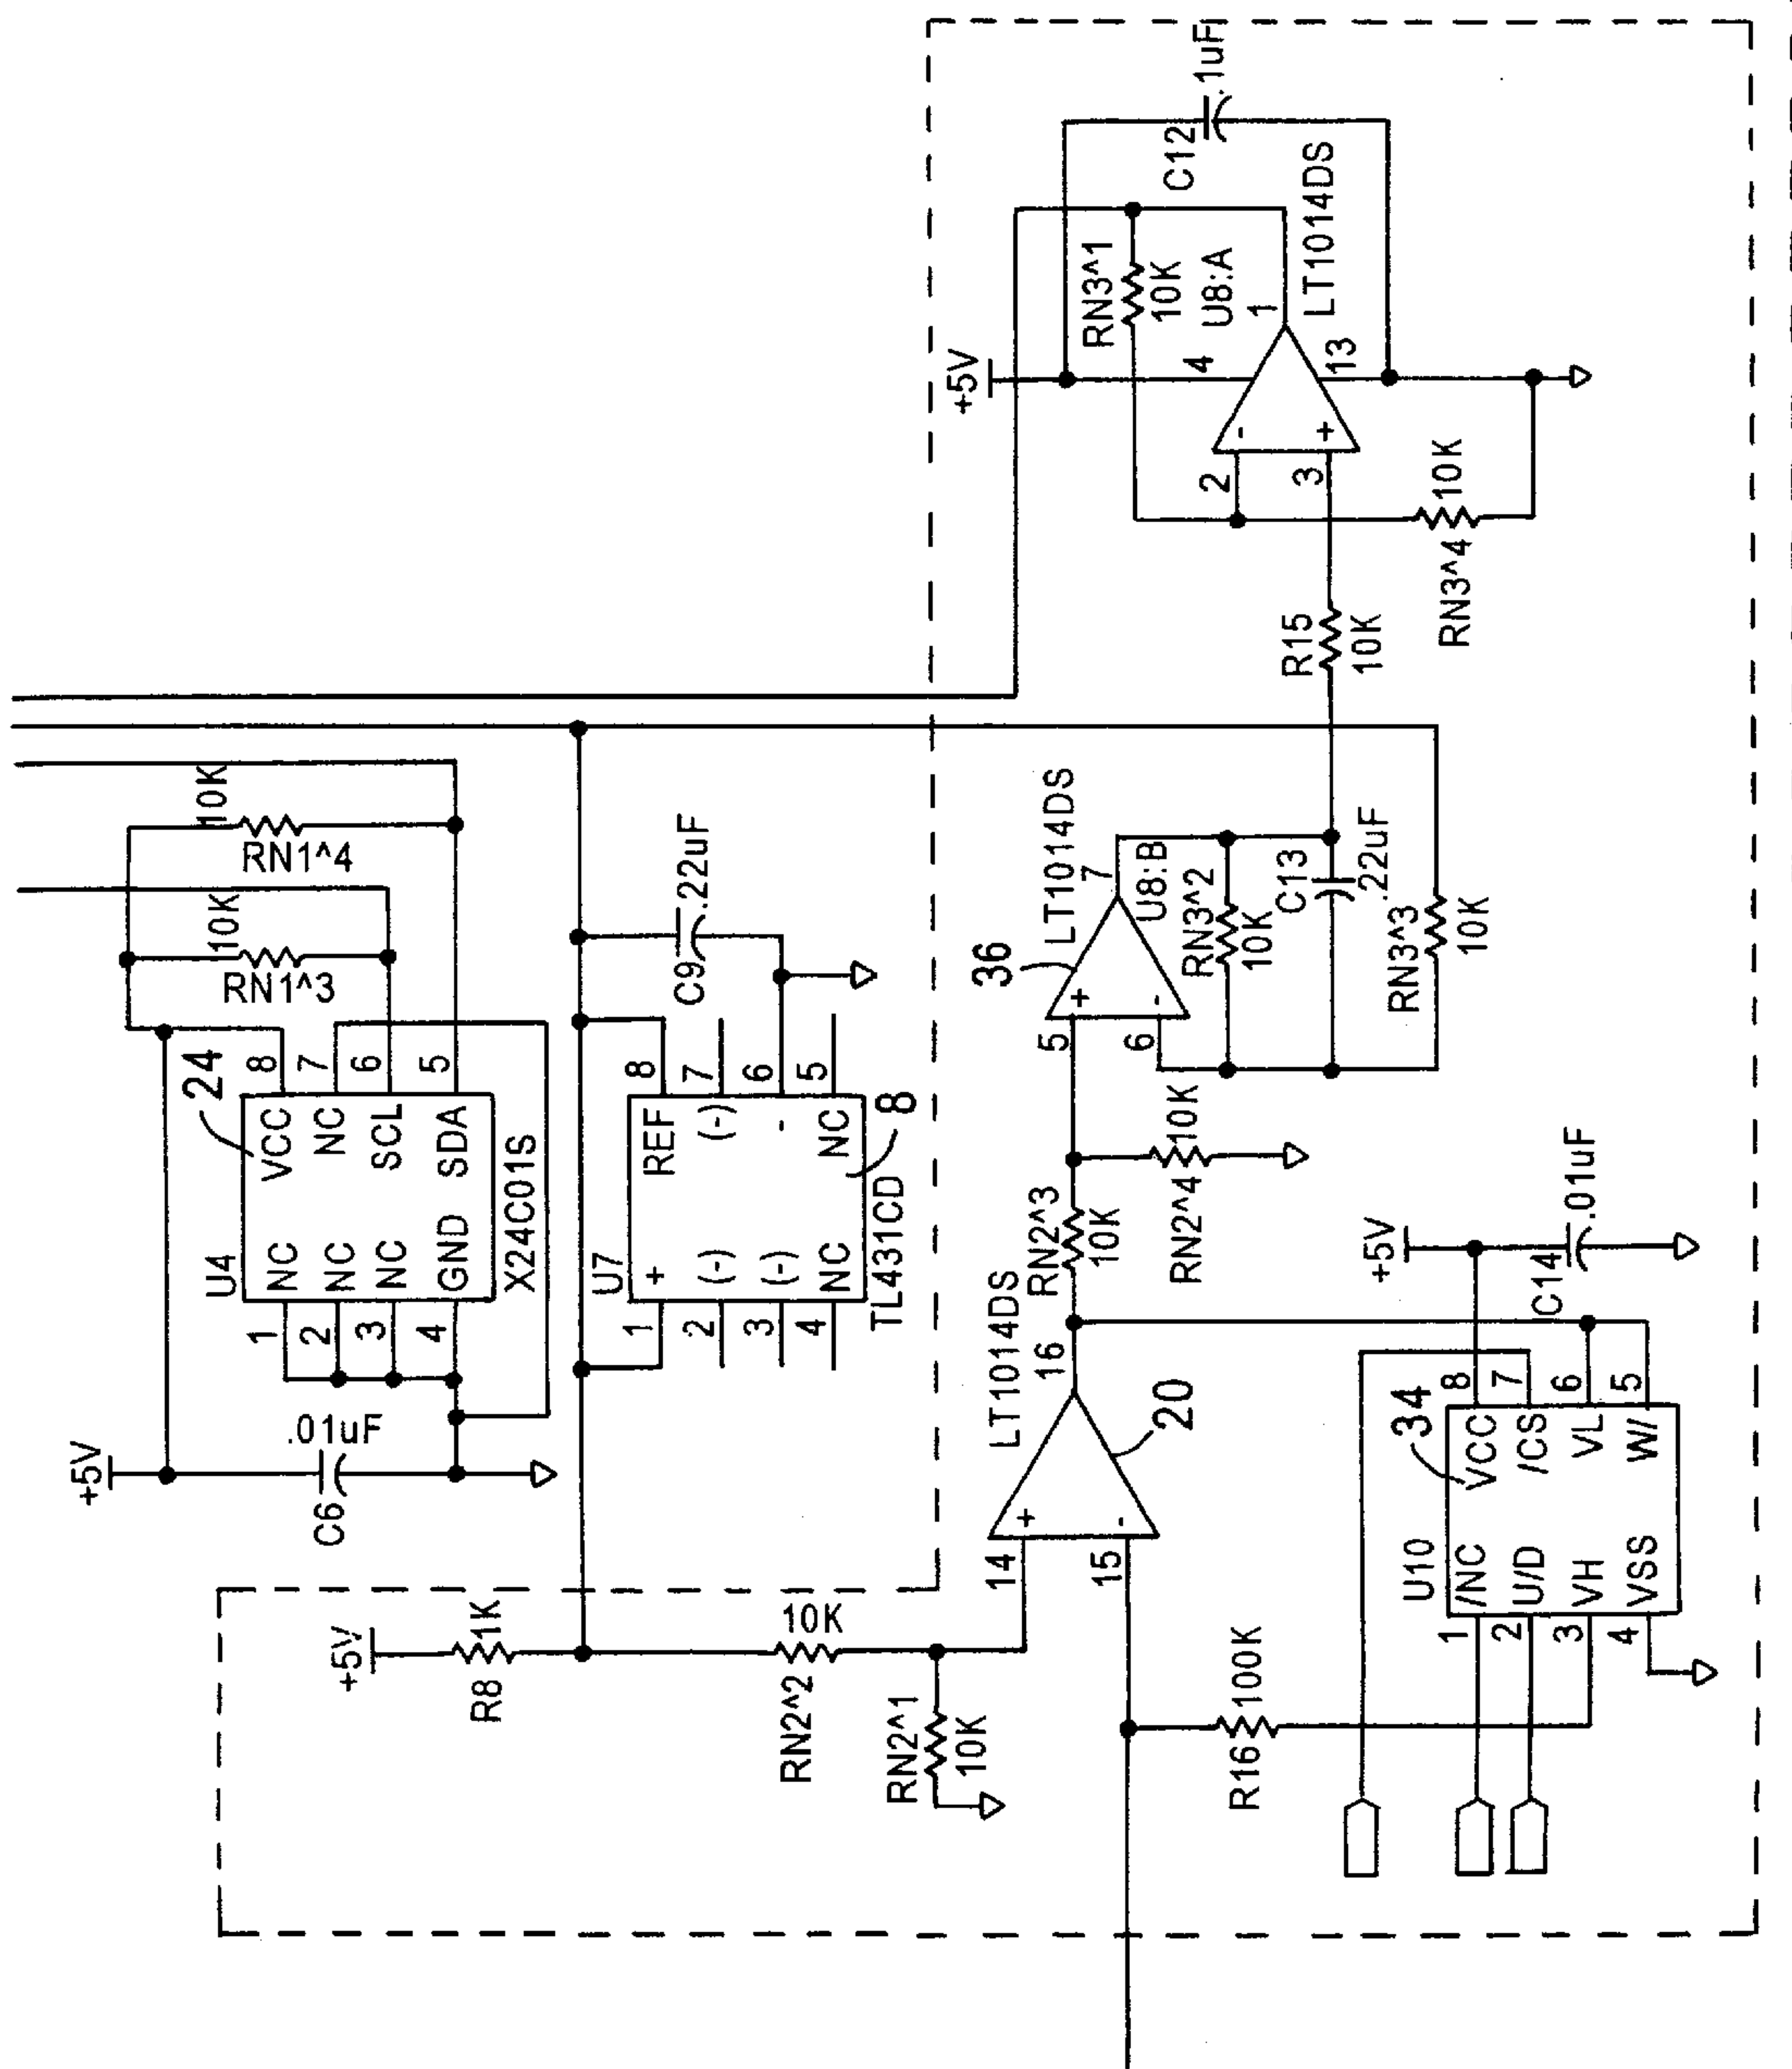 +5V
C12
.1uF
RN3^1
10K
U8:A
1
LT1014DS
4
13
-
+
2
3
10K
RN3^4
R15
10K
10K
RN1^4
10K
RN1^3
24
8
7
6
5
VCC
NC
SCL
SDA
U4
NC
NC
NC
GND
X24C01S
1
2
3
4
+5V
.01uF
C6
C9
.22uF
8
7
6
5
REF
(-)
-
NC
8
U7
+
(-)
(-)
NC
TL431CD
1
2
3
4
LT1014DS
7
U8:B
36
+
-
5
6
RN3^2
10K
C13
.22uF
RN3^3
10K
10K
RN2^4
RN2^3
10K
LT1014DS
16
20
+
-
14
15
+5V
C14
.01uF
34
8
7
6
5
VCC
/CS
VL
W/
U10
/NC
U/D
VH
VSS
1
2
3
4
+5V
1K
R8
10K
RN2^2
RN2^1
10K
100K
R16